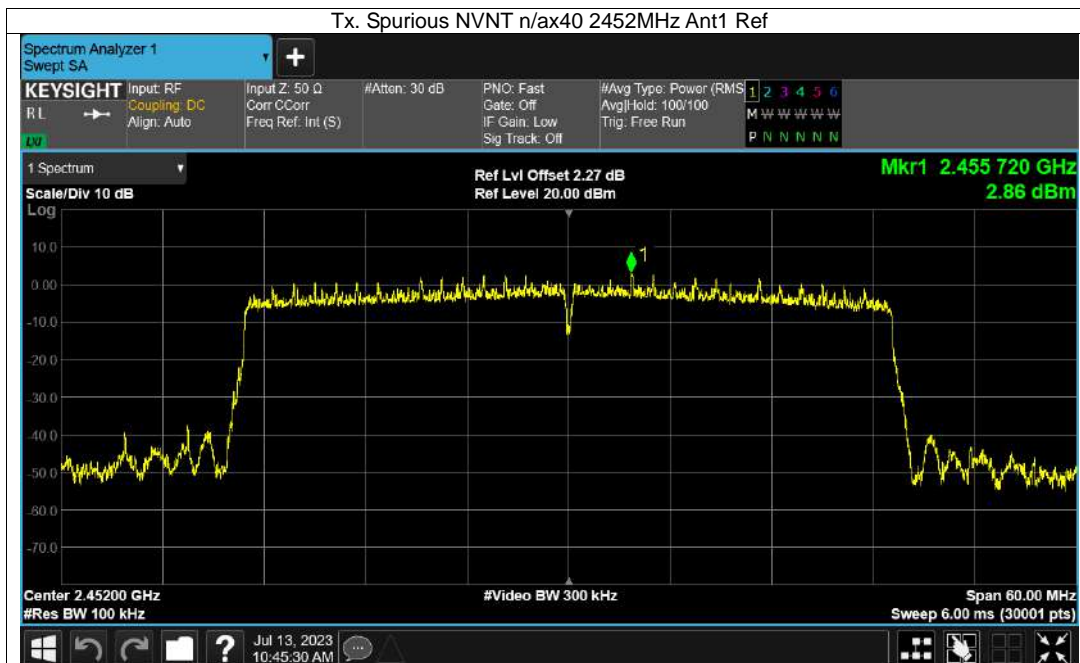 Tx. Spurious NVNT n/ax40 2452MHz Ant1 Ref
Spectrum Analyzer 1
Swept SA
+
KEYSIGHT
RL
LXI
Input: RF
Coupling: DC
Align: Auto
Input Z: 50 Ω
Corr CCorr
Freq Ref: Int (S)
#Atten: 30 dB
PNO: Fast
Gate: Off
IF Gain: Low
Sig Track: Off
#Avg Type: Power (RMS
Avg|Hold: 100/100
Trig: Free Run
1 2 3 4 5 6
M W W W W W
P N N N N N
1 Spectrum
Scale/Div 10 dB
Ref Lvl Offset 2.27 dB
Ref Level 20.00 dBm
Mkr1 2.455 720 GHz
2.86 dBm
Log
10.0
0.00
-10.0
-20.0
-30.0
-40.0
-50.0
-60.0
-70.0
1
Center 2.45200 GHz
#Res BW 100 kHz
#Video BW 300 kHz
Span 60.00 MHz
Sweep 6.00 ms (30001 pts)
?
Jul 13, 2023
10:45:30 AM